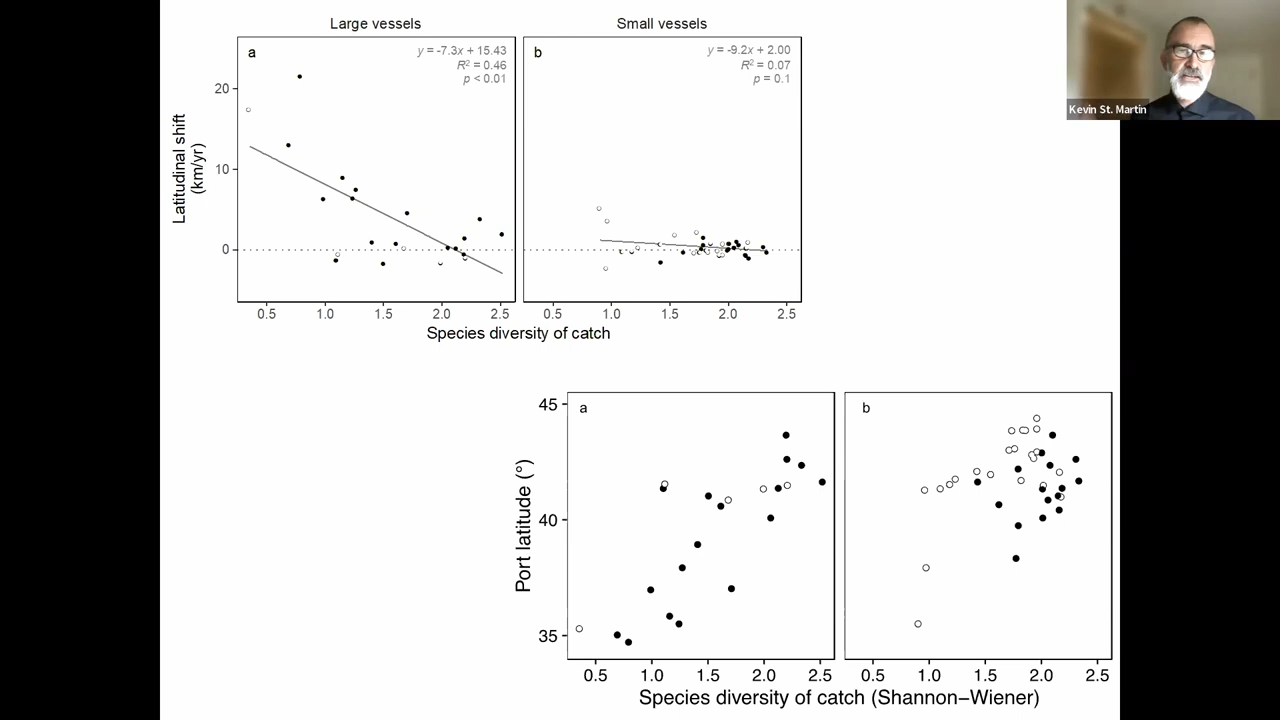 Large vessels
Small vessels
a
y = -7.3x + 15.43
R² = 0.46
p < 0.01
b
y = -9.2x + 2.00
R² = 0.07
p = 0.1
Kevin St. Martin
Latitudinal shift
(km/yr)
20
10
0
0.5 1.0 1.5 2.0 2.5
0.5 1.0 1.5 2.0 2.5
Species diversity of catch
a
b
Port latitude (°)
45
40
35
0.5 1.0 1.5 2.0 2.5
0.5 1.0 1.5 2.0 2.5
Species diversity of catch (Shannon–Wiener)